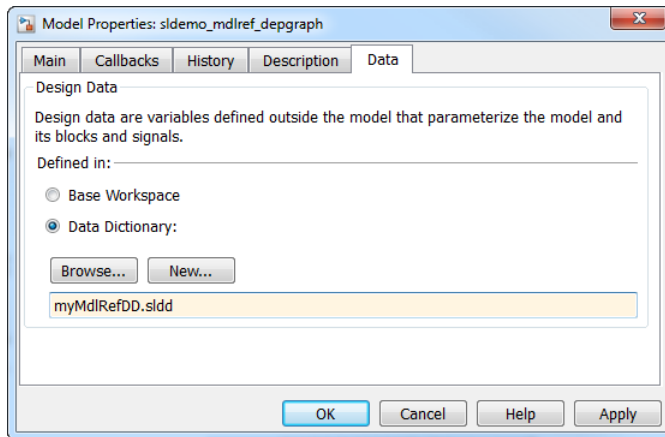 Model Properties: sldemo_mdlref_depgraph
Main Callbacks History Description Data
Design Data
Design data are variables defined outside the model that parameterize the model and
its blocks and signals.
Defined in:
Base Workspace
Data Dictionary:
Browse... New...
myMdlRefDD.sldd
OK Cancel Help Apply